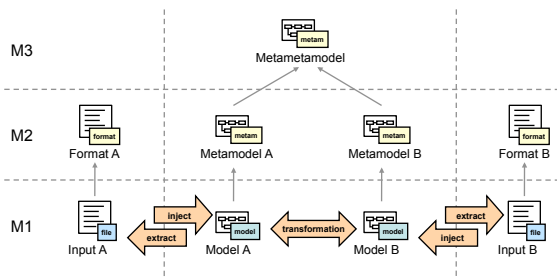 metam
Metametamodel
M3
format
metam
metam
format
M2
Format A
Metamodel A
Metamodel B
Format B
inject
extract
M1
file
extract
model
transformation
model
inject
file
Input A
Model A
Model B
Input B